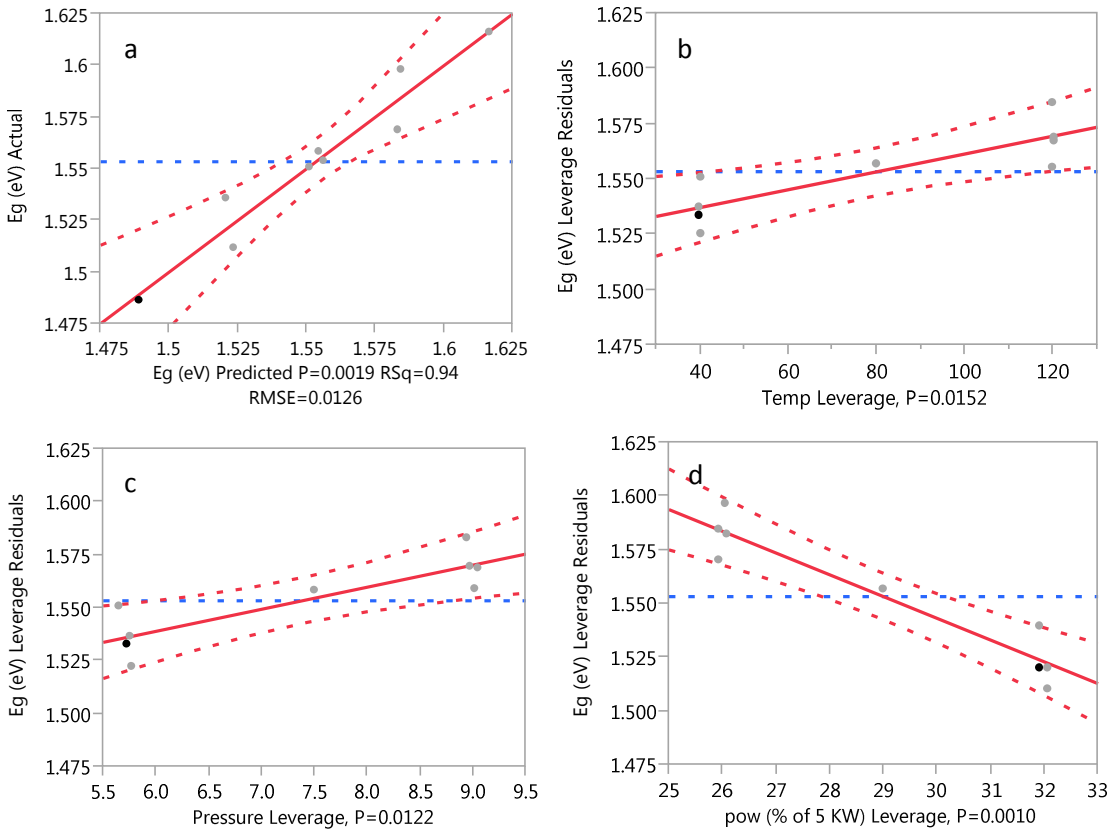 a
Eg (eV) Actual
1.625
1.6
1.575
1.55
1.525
1.5
1.475
1.475 1.5 1.525 1.55 1.575 1.6 1.625
Eg (eV) Predicted P=0.0019 RSq=0.94
RMSE=0.0126
b
Eg (eV) Leverage Residuals
1.625
1.600
1.575
1.550
1.525
1.500
1.475
40 60 80 100 120
Temp Leverage, P=0.0152
c
Eg (eV) Leverage Residuals
1.625
1.600
1.575
1.550
1.525
1.500
1.475
5.5 6.0 6.5 7.0 7.5 8.0 8.5 9.0 9.5
Pressure Leverage, P=0.0122
d
Eg (eV) Leverage Residuals
1.625
1.600
1.575
1.550
1.525
1.500
1.475
25 26 27 28 29 30 31 32 33
pow (% of 5 KW) Leverage, P=0.0010